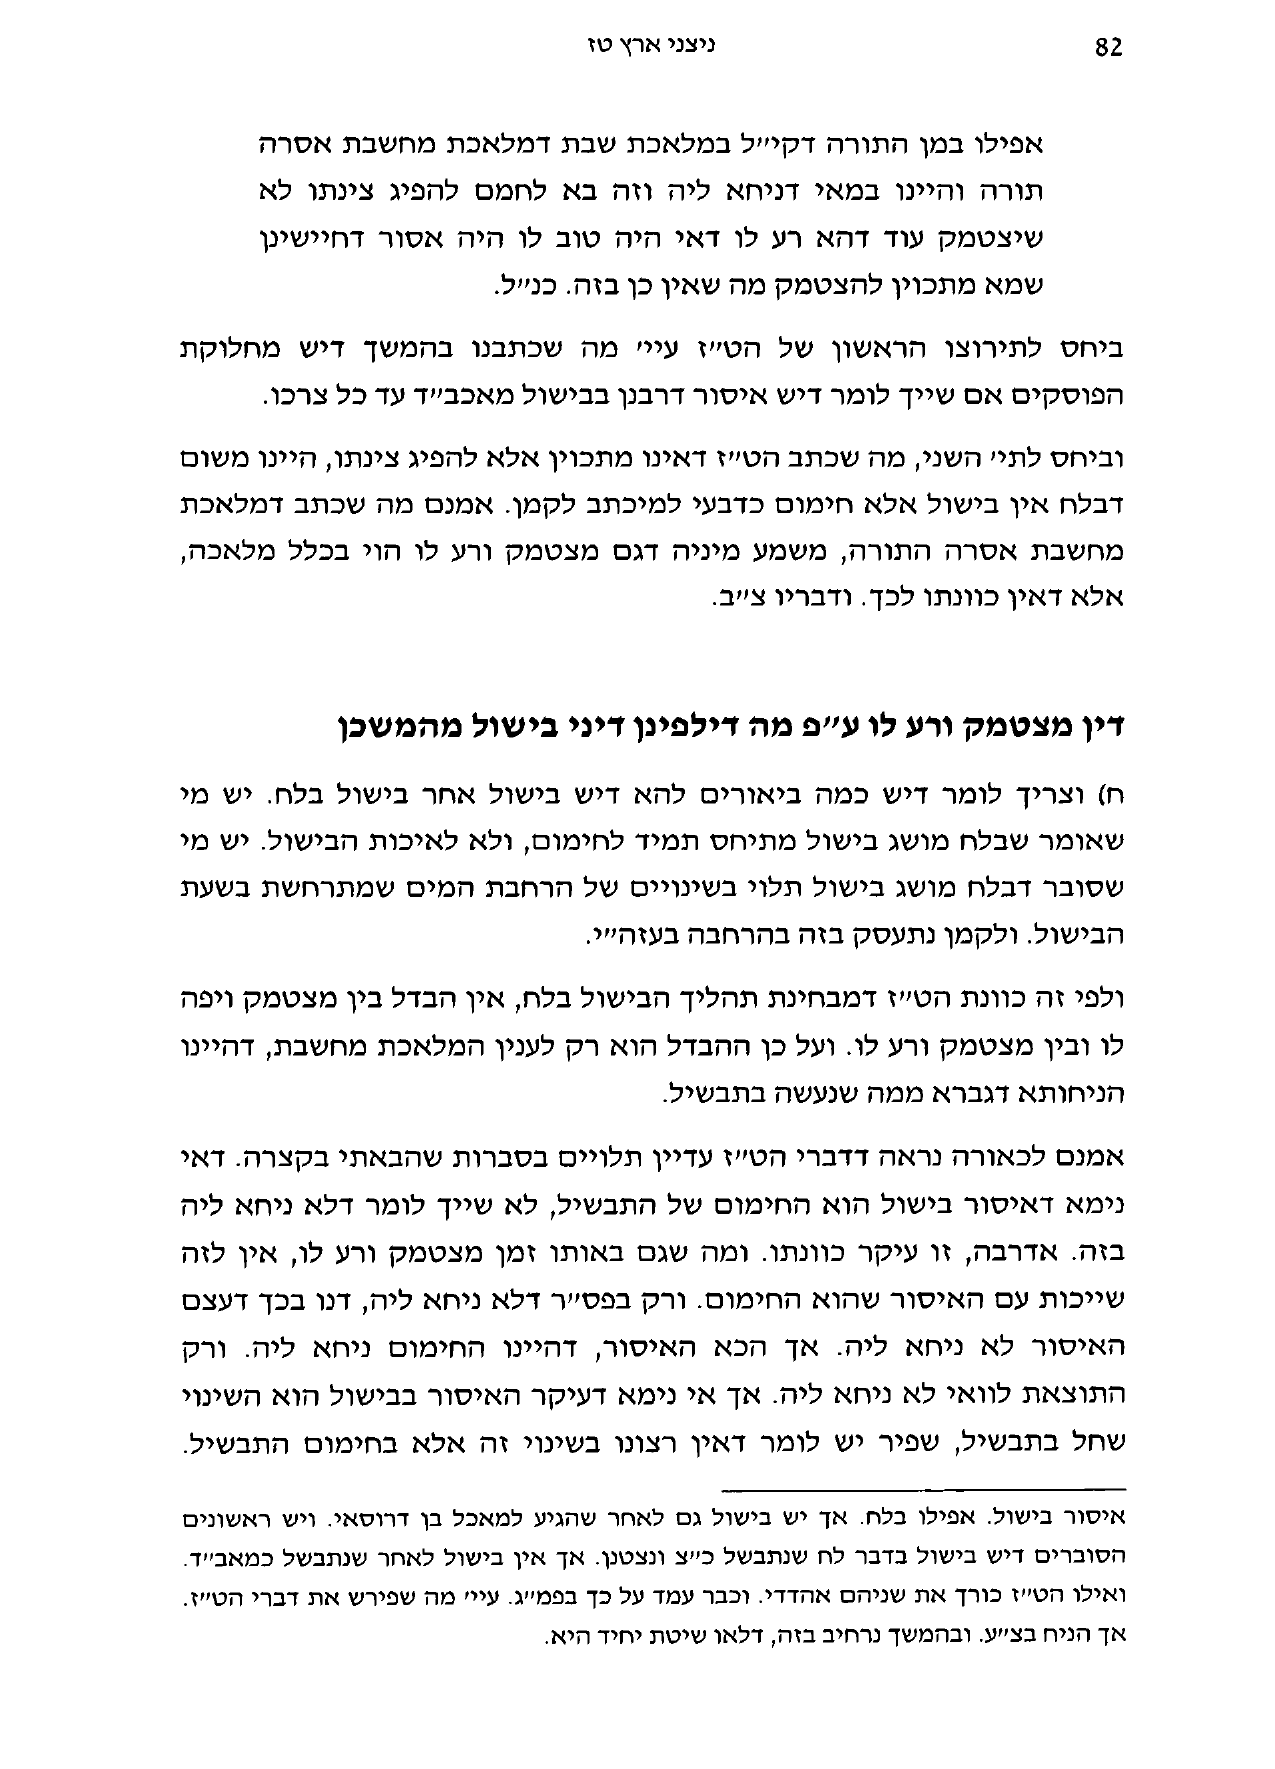 82
ניצני ארץ טז
אפילו במן התורה דקיי״ל במלאכת שבת דמלאכת מחשבת אסרה
תורה והיינו במאי דניחא ליה וזה בא לחמם להפיג צינתו לא
שיצטמק עוד דהא רע לו דאי היה טוב לו היה אסור דחיישינן
שמא מתכוין להצטמק מה שאין כן בזה. כנ״ל.
ביחס לתירוצו הראשון של הט״ז עיי׳ מה שכתבנו בהמשך דיש מחלוקת
הפוסקים אם שייך לומר דיש איסור דרבנן בבישול מאכב״ד עד כל צרכו.
וביחס לתי׳ השני, מה שכתב הט״ז דאינו מתכוין אלא להפיג צינתו, היינו משום
דבלח אין בישול אלא חימום כדבעי למיכתב לקמן. אמנם מה שכתב דמלאכת
מחשבת אסרה התורה, משמע מיניה דגם מצטמק ורע לו הוי בכלל מלאכה,
אלא דאין כוונתו לכך. ודבריו צ״ב.
דין מצטמק ורע לו ע״פ מה דילפינן דיני בישול מהמשכן
ח) וצריך לומר דיש כמה ביאורים להא דיש בישול אחר בישול בלח. יש מי
שאומר שבלח מושג בישול מתיחס תמיד לחימום, ולא לאיכות הבישול. יש מי
שסובר דבלח מושג בישול תלוי בשינויים של הרחבת המים שמתרחשת בשעת
הבישול. ולקמן נתעסק בזה בהרחבה בעזה״י.
ולפי זה כוונת הט״ז דמבחינת תהליך הבישול בלח, אין הבדל בין מצטמק ויפה
לו ובין מצטמק ורע לו. ועל כן ההבדל הוא רק לענין המלאכת מחשבת, דהיינו
הניחותא דגברא ממה שנעשה בתבשיל.
אמנם לכאורה נראה דדברי הט״ז עדיין תלויים בסברות שהבאתי בקצרה. דאי
נימא דאיסור בישול הוא החימום של התבשיל, לא שייך לומר דלא ניחא ליה
בזה. אדרבה, זו עיקר כוונתו. ומה שגם באותו זמן מצטמק ורע לו, אין לזה
שייכות עם האיסור שהוא החימום. ורק בפס״ר דלא ניחא ליה, דנו בכך דעצם
האיסור לא ניחא ליה. אך הכא האיסור, דהיינו החימום ניחא ליה. ורק
התוצאת לוואי לא ניחא ליה. אך אי נימא דעיקר האיסור בבישול הוא השינוי
שחל בתבשיל, שפיר יש לומר דאין רצונו בשינוי זה אלא בחימום התבשיל.
איסור בישול. אפילו בלח. אך יש בישול גם לאחר שהגיע למאכל בן דרוסאי. ויש ראשונים
הסוברים דיש בישול בדבר לח שנתבשל כ״צ ונצטנן. אך אין בישול לאחר שנתבשל כמאב״ד.
ואילו הט״ז כורך את שניהם אהדדי. וכבר עמד על כך בפמ״ג. עיי׳ מה שפירש את דברי הט״ז.
אך הניח בצ״ע. ובהמשך נרחיב בזה, דלאו שיטת יחיד היא.